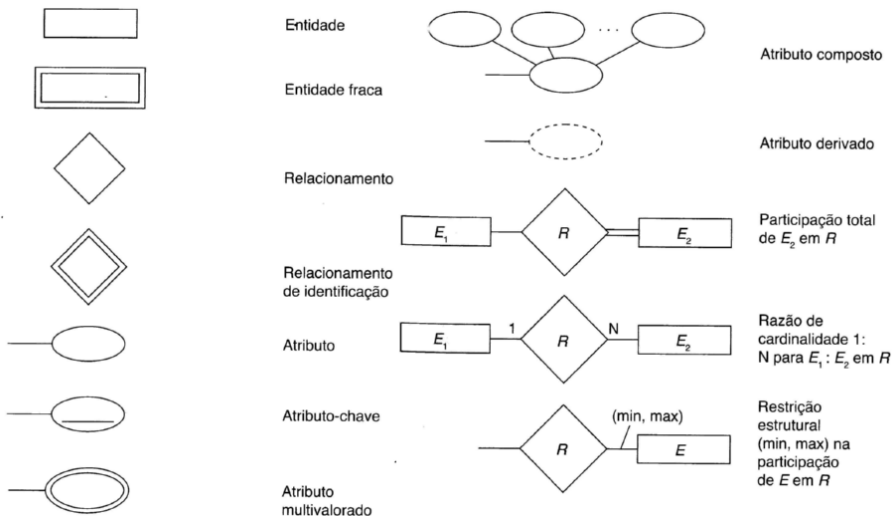 Entidade
Entidade fraca
Relacionamento
Relacionamento
de identificação
Atributo
Atributo-chave
Atributo
multivalorado
...
Atributo composto
Atributo derivado
E₁ R E₂
Participação total
de E₂ em R
E₁ 1 R N E₂
Razão de
cardinalidade 1:
N para E₁ : E₂ em R
R (min, max) E
Restrição
estrutural
(min, max) na
participação
de E em R